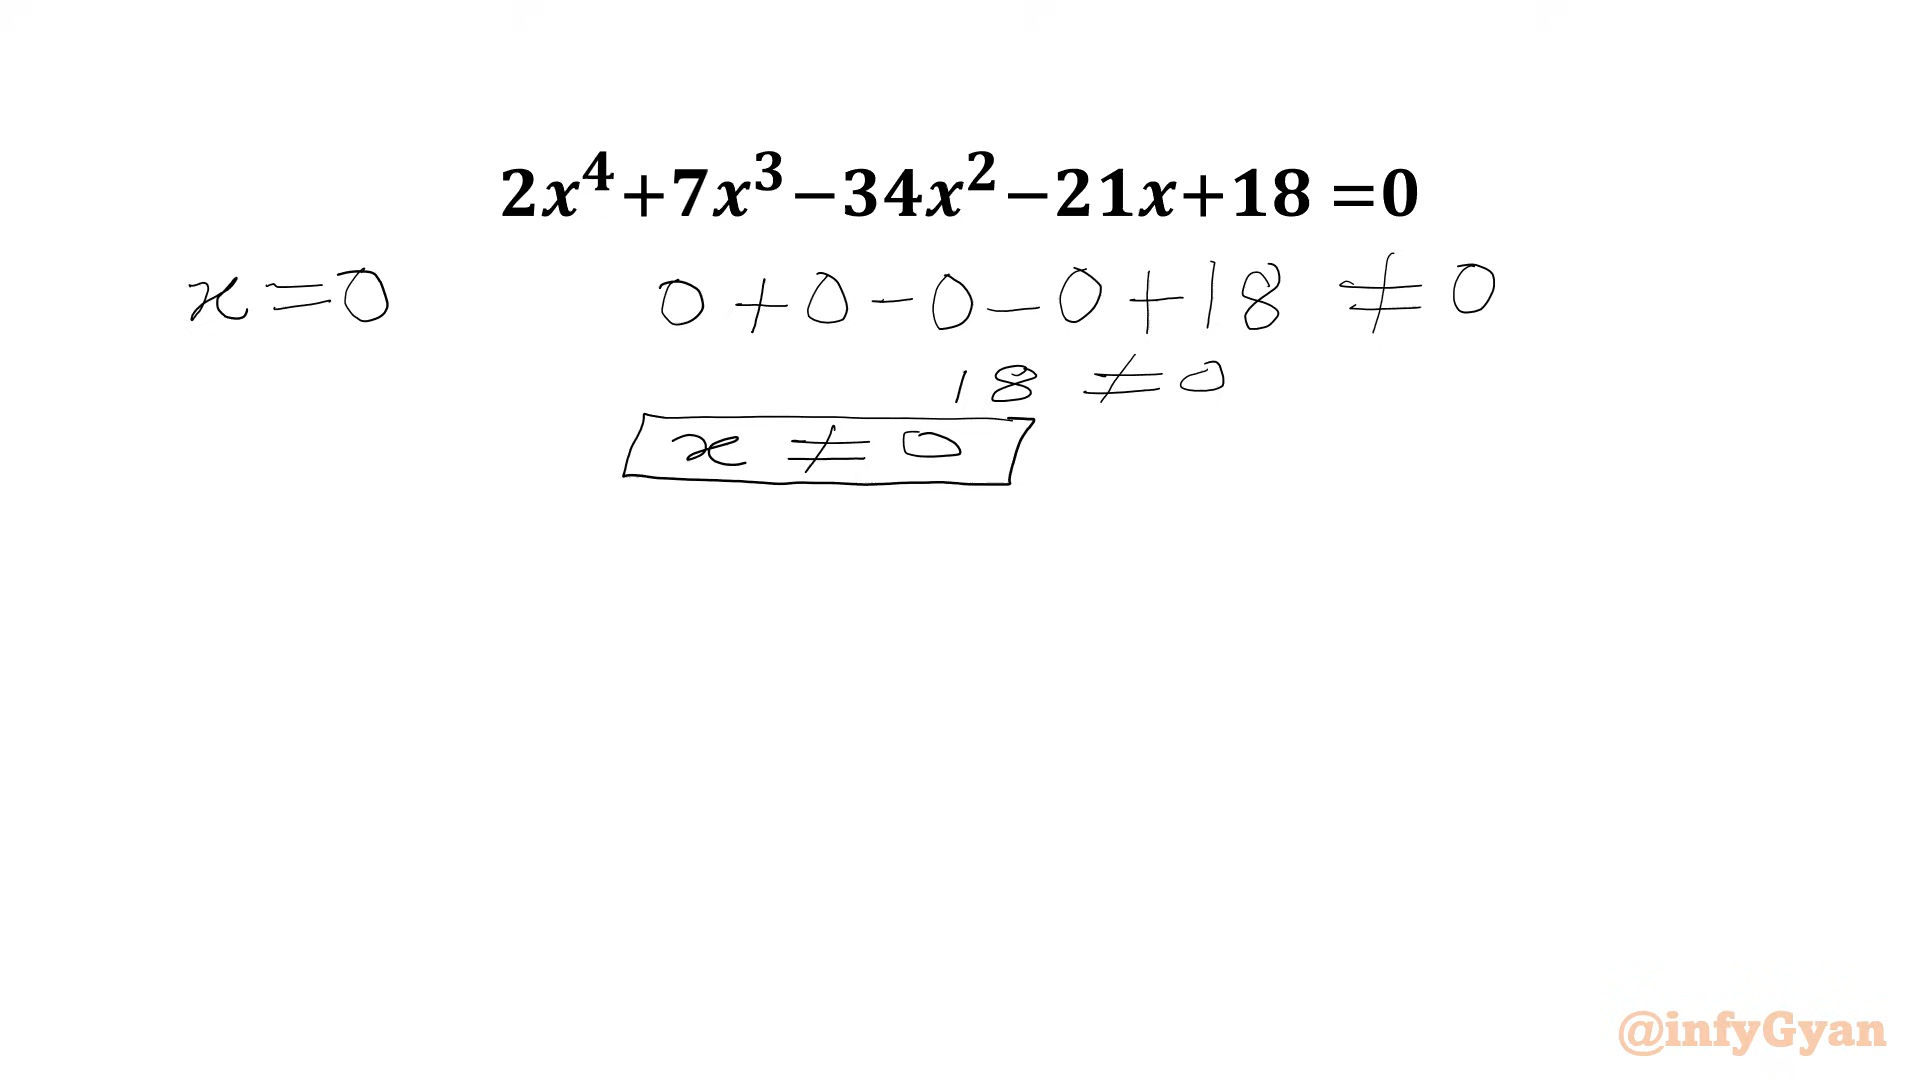 2x⁴+7x³−34x²−21x+18 =0
x=0 0+0-0-0+18 ≠0
18 ≠0
x ≠ 0
@infyGyan